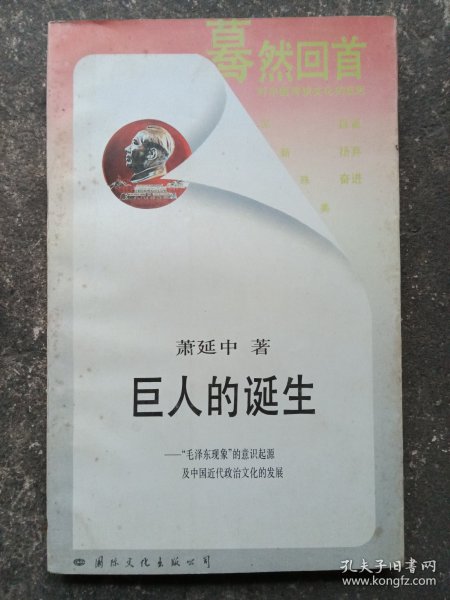 蓦然回首
萧延中 著
巨人的诞生
——“毛泽东现象”的意识起源
及中国近代政治文化的发展
国际文化出版公司
孔夫子旧书网
www.kongfz.com